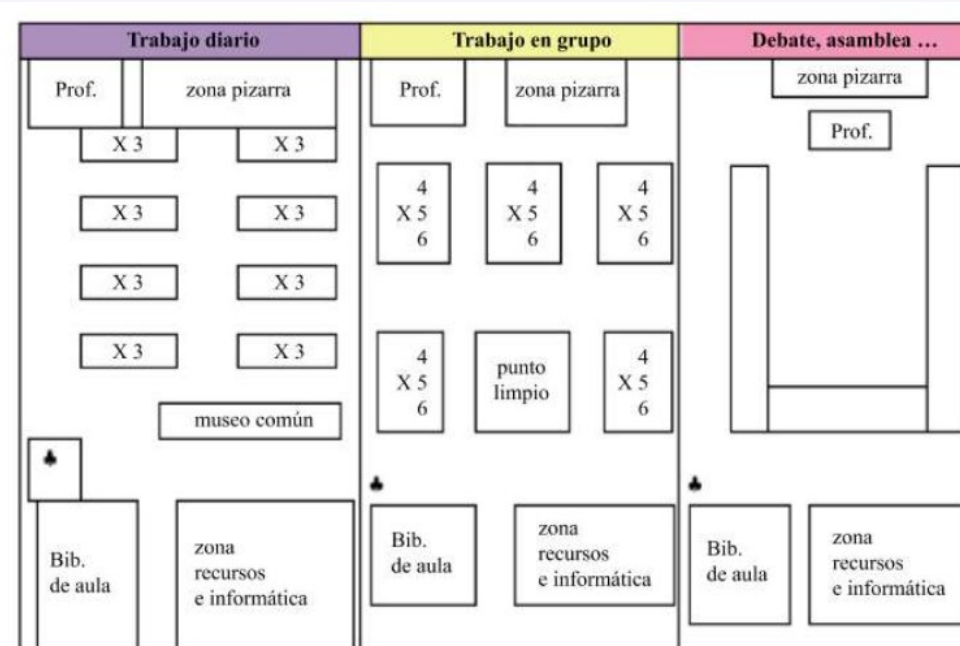 Trabajo diario
Prof.
zona pizarra
X 3
X 3
X 3
X 3
X 3
X 3
X 3
X 3
museo común
Bib.
de aula
zona
recursos
e informática
Trabajo en grupo
Prof.
zona pizarra
4
X 5
6
4
X 5
6
4
X 5
6
4
X 5
6
punto
limpio
4
X 5
6
Bib.
de aula
zona
recursos
e informática
Debate, asamblea ...
zona pizarra
Prof.
Bib.
de aula
zona
recursos
e informática